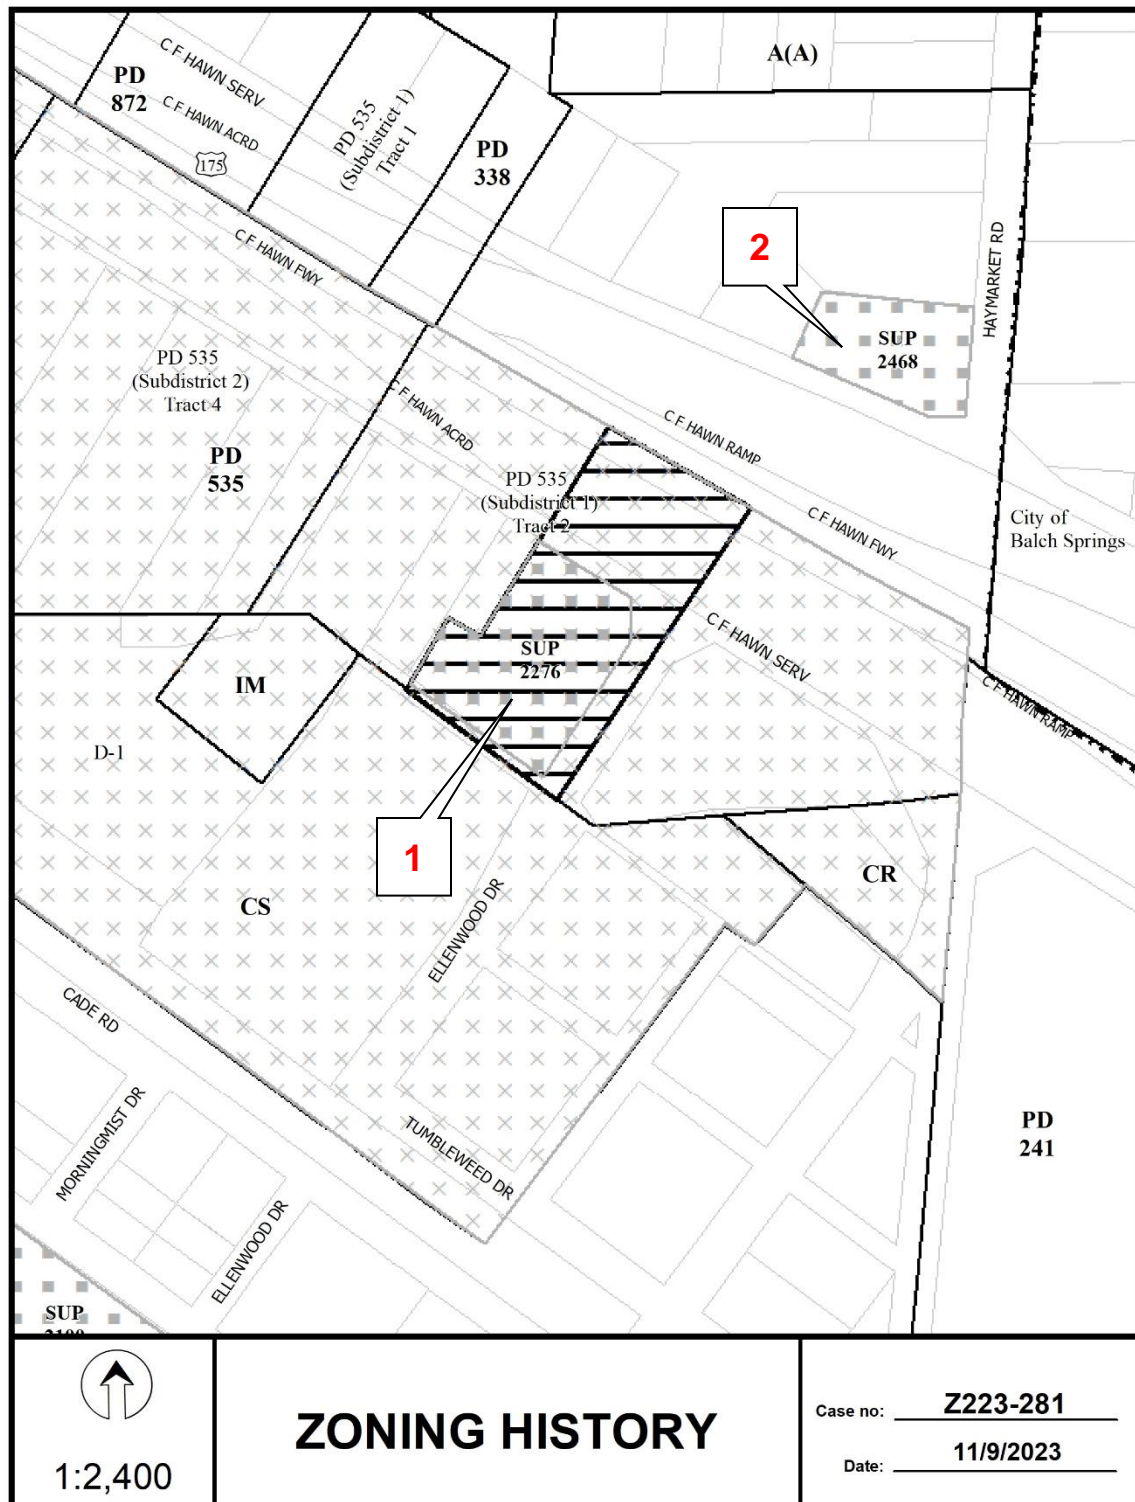 A(A)
C F HAWN SERV
PD
872
C F HAWN ACRD
175
PD 535
(Subdistrict 1)
Tract 1
PD
338
C F HAWN FWY
2
HAYMARKET RD
SUP
2468
PD 535
(Subdistrict 2)
Tract 4
PD
535
C F HAWN ACRD
C F HAWN RAMP
PD 535
(Subdistrict 1)
Tract 2
C F HAWN FWY
City of
Balch Springs
C F HAWN SERV
SUP
2276
IM
C F HAWN RAMP
D-1
1
CR
CS
ELLENWOOD DR
CADE RD
MORNINGMIST DR
TUMBLEWEED DR
PD
241
ELLENWOOD DR
SUP
1:2,400
ZONING HISTORY
Case no: Z223-281
Date: 11/9/2023